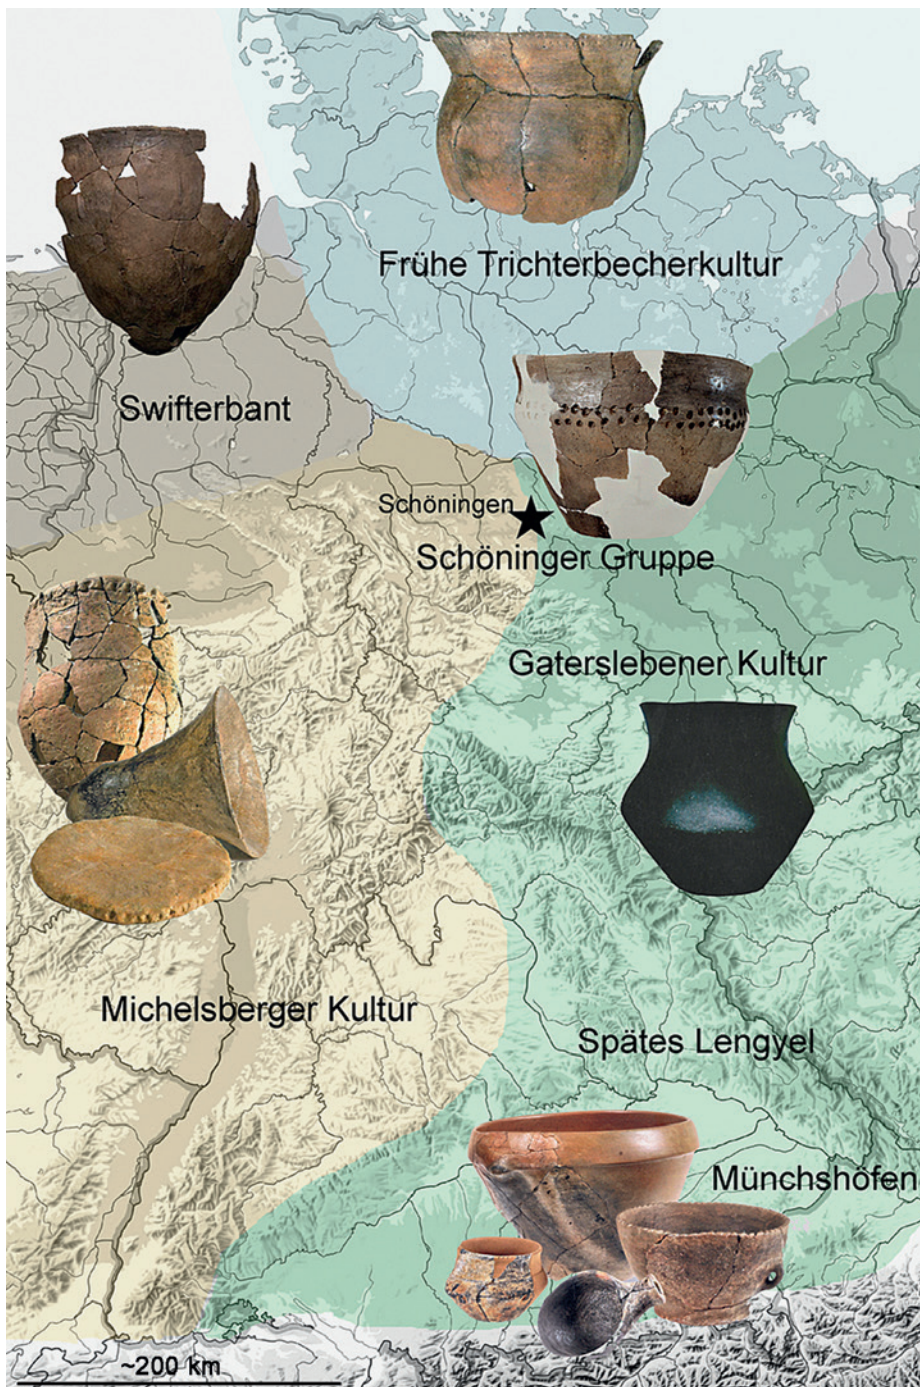 Frühe Trichterbecherkultur
Swifterbant
Schöningen
Schöninger Gruppe
Gaterslebener Kultur
Michelsberger Kultur
Spätes Lengyel
Münchshöfen
~200 km